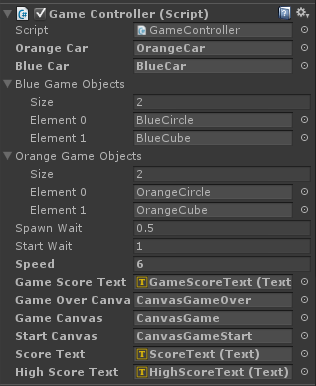 Game Controller (Script)
Script GameController
Orange Car OrangeCar
Blue Car BlueCar
Blue Game Objects
Size 2
Element 0 BlueCircle
Element 1 BlueCube
Orange Game Objects
Size 2
Element 0 OrangeCircle
Element 1 OrangeCube
Spawn Wait 0.5
Start Wait 1
Speed 6
Game Score Text GameScoreText (Text
Game Over Canva CanvasGameOver
Game Canvas CanvasGame
Start Canvas CanvasGameStart
Score Text ScoreText (Text)
High Score Text HighScoreText (Text)